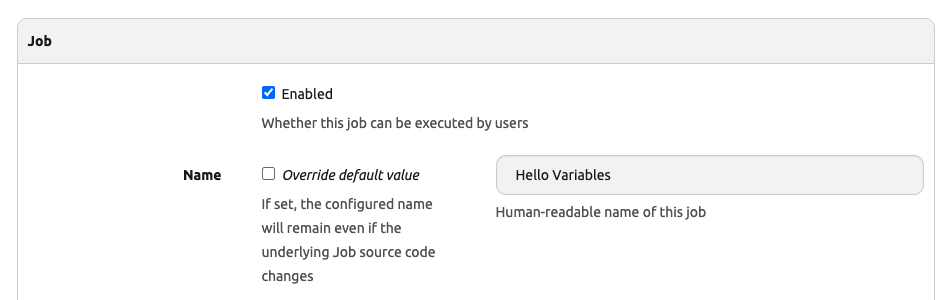 Job
Enabled
Whether this job can be executed by users
Name
Override default value
Hello Variables
If set, the configured name
will remain even if the
underlying Job source code
changes
Human-readable name of this job